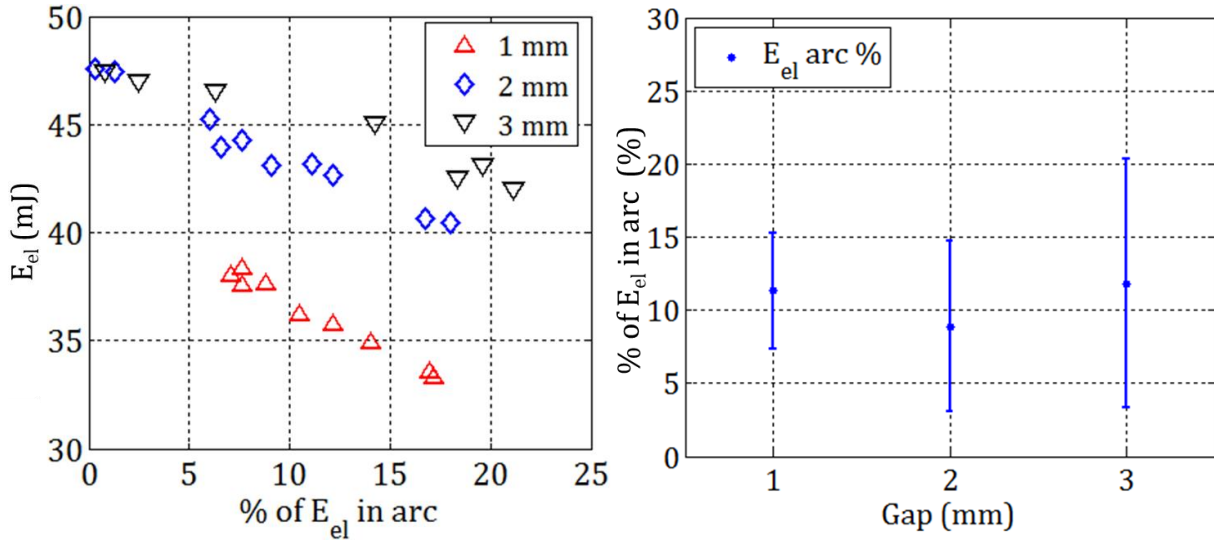 50
45
40
35
30
E_el (mJ)
1 mm
2 mm
3 mm
0 5 10 15 20 25
% of E_el in arc
30
25
20
15
10
5
0
% of E_el in arc (%)
E_el arc %
1 2 3
Gap (mm)